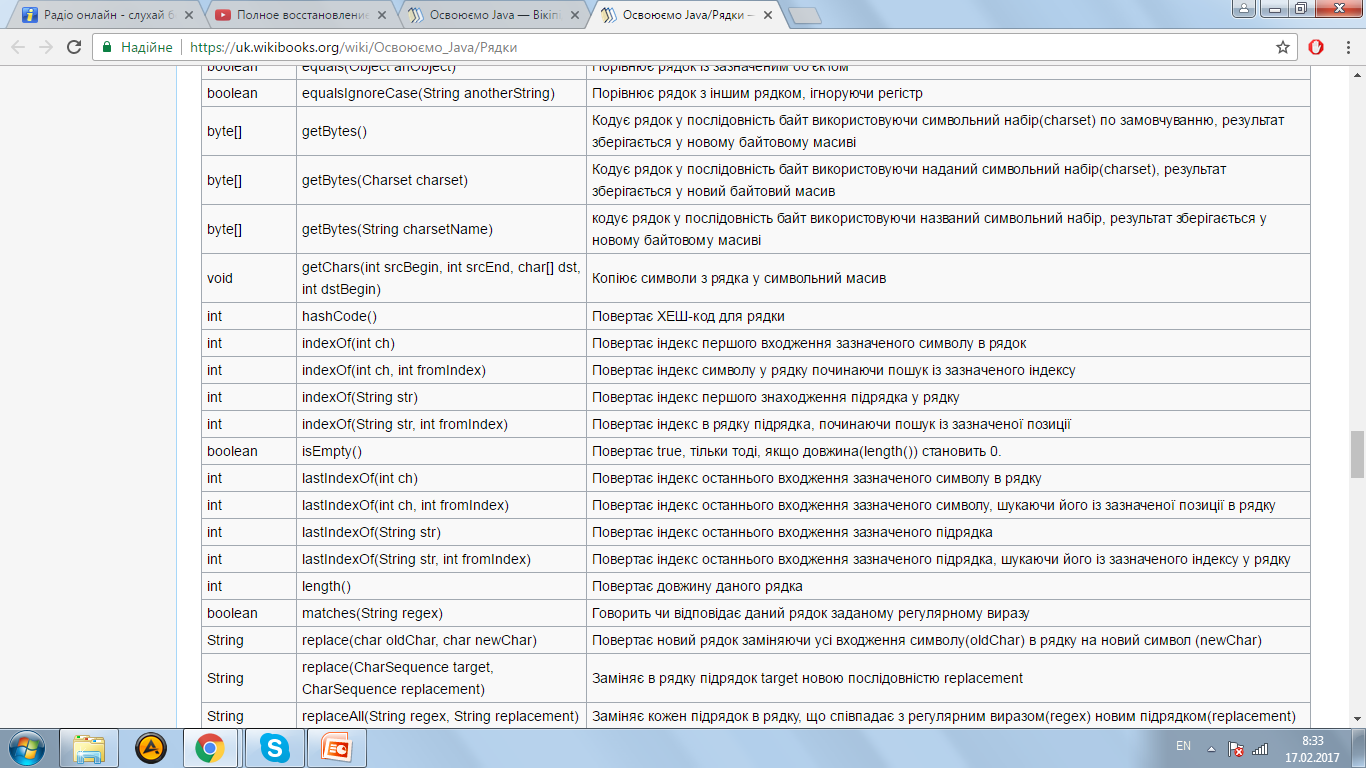 Радіо онлайн - слухай б
Полное восстановление
Освоюємо Java — Вікіп
Освоюємо Java/Рядки –
Надійне
https://uk.wikibooks.org/wiki/Освоюємо_Java/Рядки
boolean equals(Object anObject) Порівнює рядок із зазначеним об'єктом
boolean equalsIgnoreCase(String anotherString) Порівнює рядок з іншим рядком, ігноруючи регістр
byte[] getBytes() Кодує рядок у послідовність байт використовуючи символьний набір(charset) по замовчуванню, результат
зберігається у новому байтовому масиві
byte[] getBytes(Charset charset) Кодує рядок у послідовність байт використовуючи наданий символьний набір(charset), результат
зберігається у новий байтовий масив
byte[] getBytes(String charsetName) кодує рядок у послідовність байт використовуючи названий символьний набір, результат зберігається у
новому байтовому масиві
void getChars(int srcBegin, int srcEnd, char[] dst,
int dstBegin) Копіює символи з рядка у символьний масив
int hashCode() Повертає ХЕШ-код для рядки
int indexOf(int ch) Повертає індекс першого входження зазначеного символу в рядок
int indexOf(int ch, int fromIndex) Повертає індекс символу у рядку починаючи пошук із зазначеного індексу
int indexOf(String str) Повертає індекс першого знаходження підрядка у рядку
int indexOf(String str, int fromIndex) Повертає індекс в рядку підрядка, починаючи пошук із зазначеної позиції
boolean isEmpty() Повертає true, тільки тоді, якщо довжина(length()) становить 0.
int lastIndexOf(int ch) Повертає індекс останнього входження зазначеного символу в рядку
int lastIndexOf(int ch, int fromIndex) Повертає індекс останнього входження зазначеного символу, шукаючи його із зазначеної позиції в рядку
int lastIndexOf(String str) Повертає індекс останнього входження зазначеного підрядка
int lastIndexOf(String str, int fromIndex) Повертає індекс останнього входження зазначеного підрядка, шукаючи його із зазначеного індексу у рядку
int length() Повертає довжину даного рядка
boolean matches(String regex) Говорить чи відповідає даний рядок заданому регулярному виразу
String replace(char oldChar, char newChar) Повертає новий рядок заміняючи усі входження символу(oldChar) в рядку на новий символ (newChar)
String replace(CharSequence target,
CharSequence replacement) Заміняє в рядку підрядок target новою послідовністю replacement
String replaceAll(String regex, String replacement) Заміняє кожен підрядок в рядку, що співпадає з регулярним виразом(regex) новим підрядком(replacement)
EN
8:33
17.02.2017